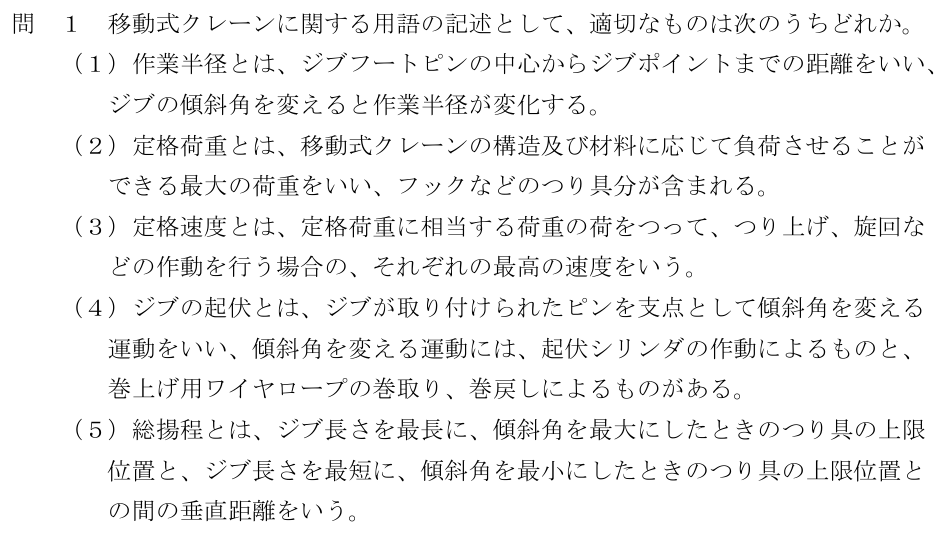 問　１　移動式クレーンに関する用語の記述として、適切なものは次のうちどれか。
（１）作業半径とは、ジブフートピンの中心からジブポイントまでの距離をいい、
ジブの傾斜角を変えると作業半径が変化する。
（２）定格荷重とは、移動式クレーンの構造及び材料に応じて負荷させることが
できる最大の荷重をいい、フックなどのつり具分が含まれる。
（３）定格速度とは、定格荷重に相当する荷重の荷をつって、つり上げ、旋回な
どの作動を行う場合の、それぞれの最高の速度をいう。
（４）ジブの起伏とは、ジブが取り付けられたピンを支点として傾斜角を変える
運動をいい、傾斜角を変える運動には、起伏シリンダの作動によるものと、
巻上げ用ワイヤロープの巻取り、巻戻しによるものがある。
（５）総揚程とは、ジブ長さを最長に、傾斜角を最大にしたときのつり具の上限
位置と、ジブ長さを最短に、傾斜角を最小にしたときのつり具の上限位置と
の間の垂直距離をいう。